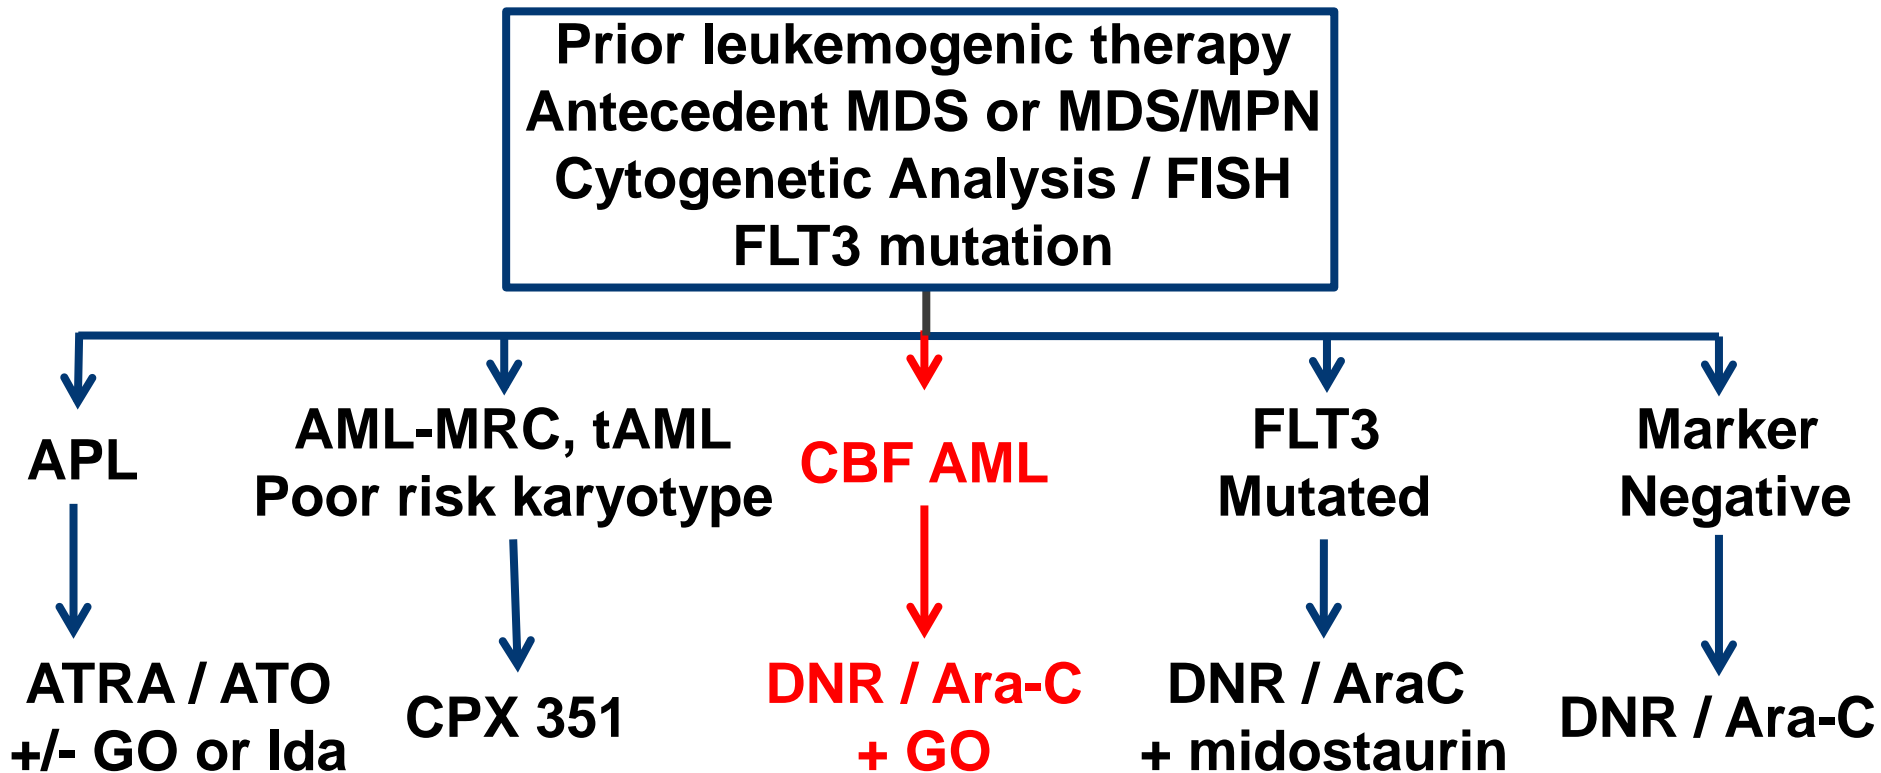 Prior leukemogenic therapy
Antecedent MDS or MDS/MPN
Cytogenetic Analysis / FISH
FLT3 mutation
APL
AML-MRC, tAML
Poor risk karyotype
CBF AML
FLT3
Mutated
Marker
Negative
ATRA / ATO
+/- GO or Ida
CPX 351
DNR / Ara-C
+ GO
DNR / AraC
+ midostaurin
DNR / Ara-C